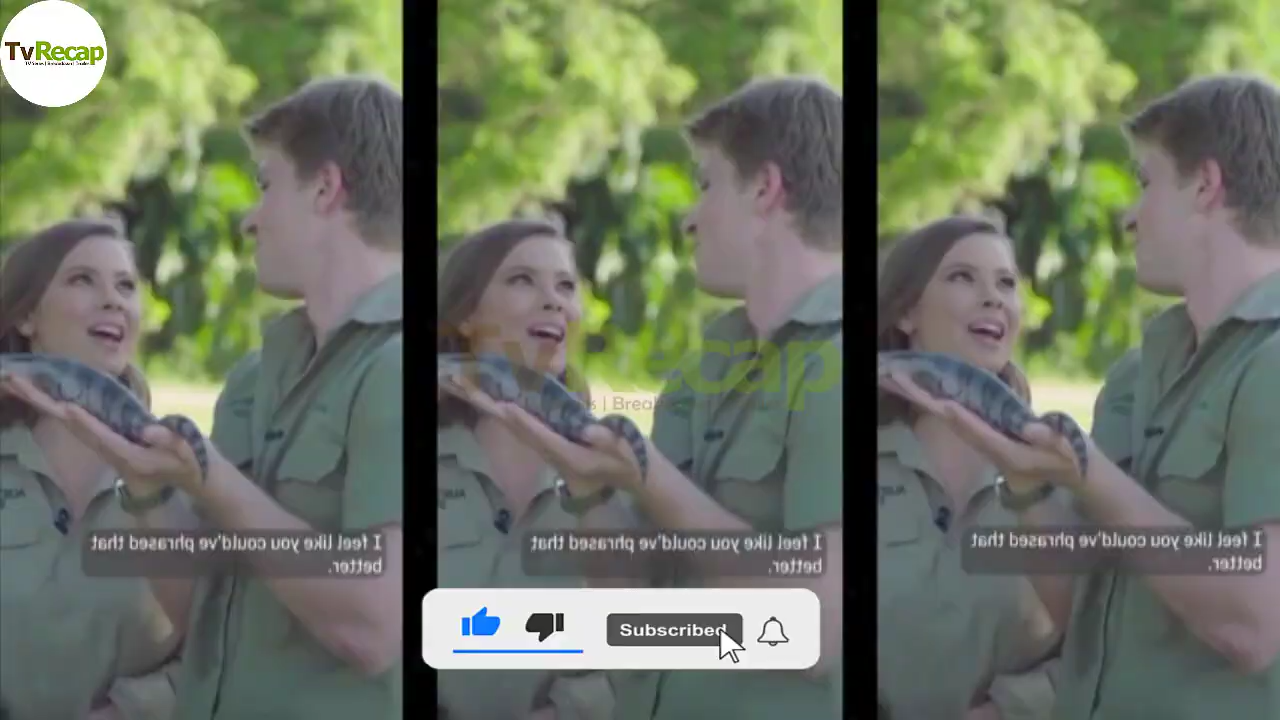 TvRecap
I feel like you could've phrased that
better.
I feel like you could've phrased that
better.
I feel like you could've phrased that
better.
TvRecap
Subscribed